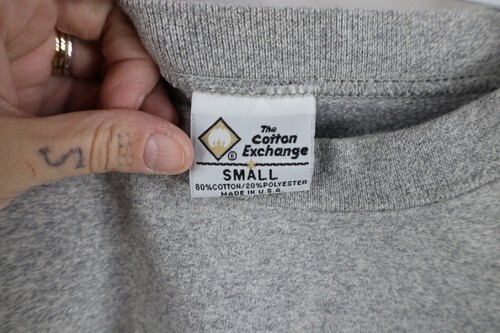 The
Cotton
Exchange
®
SMALL
80%COTTON/20%POLYESTER
MADE IN U.S.A.